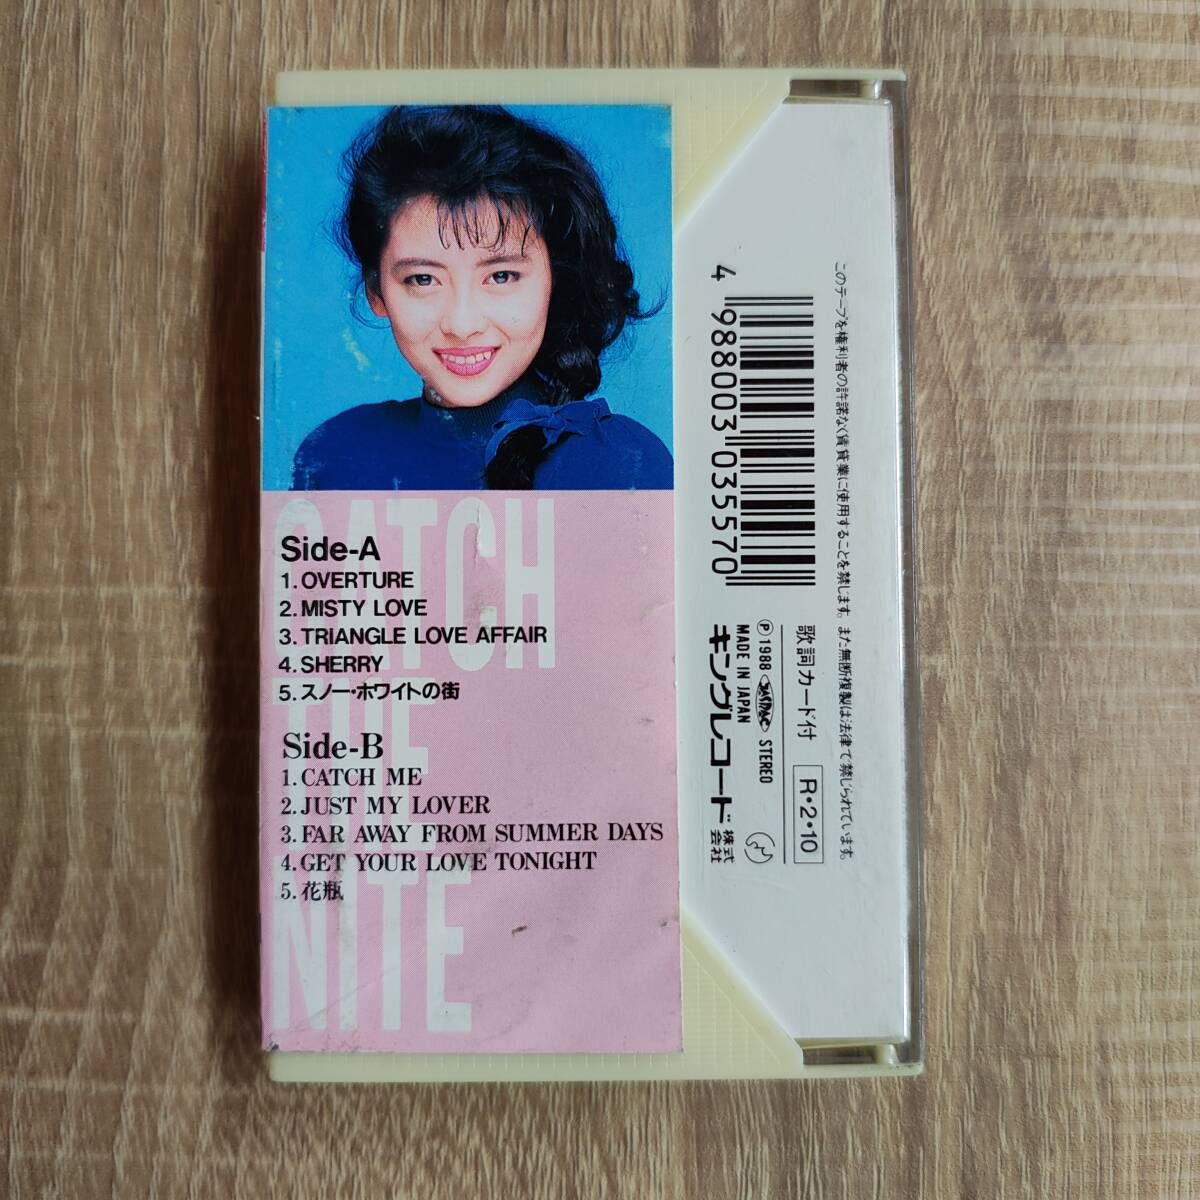 CATCH
THE
NITE
Side-A
1. OVERTURE
2. MISTY LOVE
3. TRIANGLE LOVE AFFAIR
4. SHERRY
5. スノー・ホワイトの街
Side-B
1. CATCH ME
2. JUST MY LOVER
3. FAR AWAY FROM SUMMER DAYS
4. GET YOUR LOVE TONIGHT
5. 花瓶
このテープを権利者の許諾なく賃貸業に使用することを禁じます。また無断複製は法律で禁じられています。
4 988003 035570
歌詞カード付 R・2・10
Ⓟ 1988 STEREO
MADE IN JAPAN
キングレコード株式会社